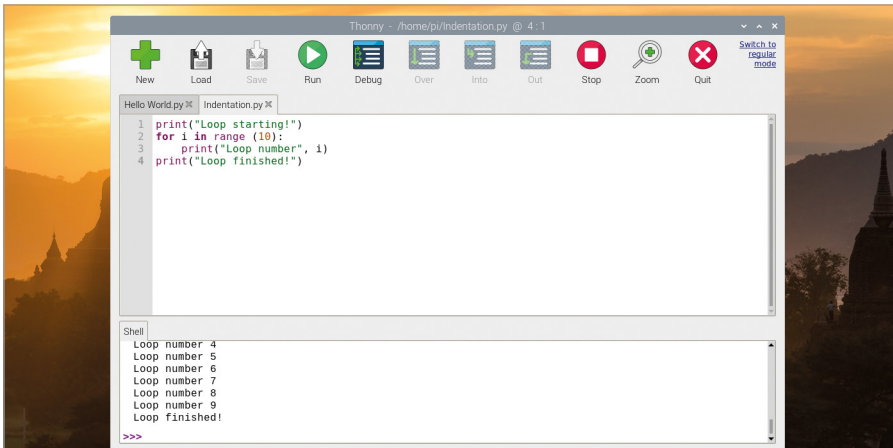 Thonny - /home/pi/Indentation.py @ 4 : 1
New Load Save Run Debug Over Into Out Stop Zoom Quit
Switch to
regular
mode
Hello World.py Indentation.py
1 print("Loop starting!")
2 for i in range (10):
3     print("Loop number", i)
4 print("Loop finished!")
Shell
Loop number 4
Loop number 5
Loop number 6
Loop number 7
Loop number 8
Loop number 9
Loop finished!
>>>